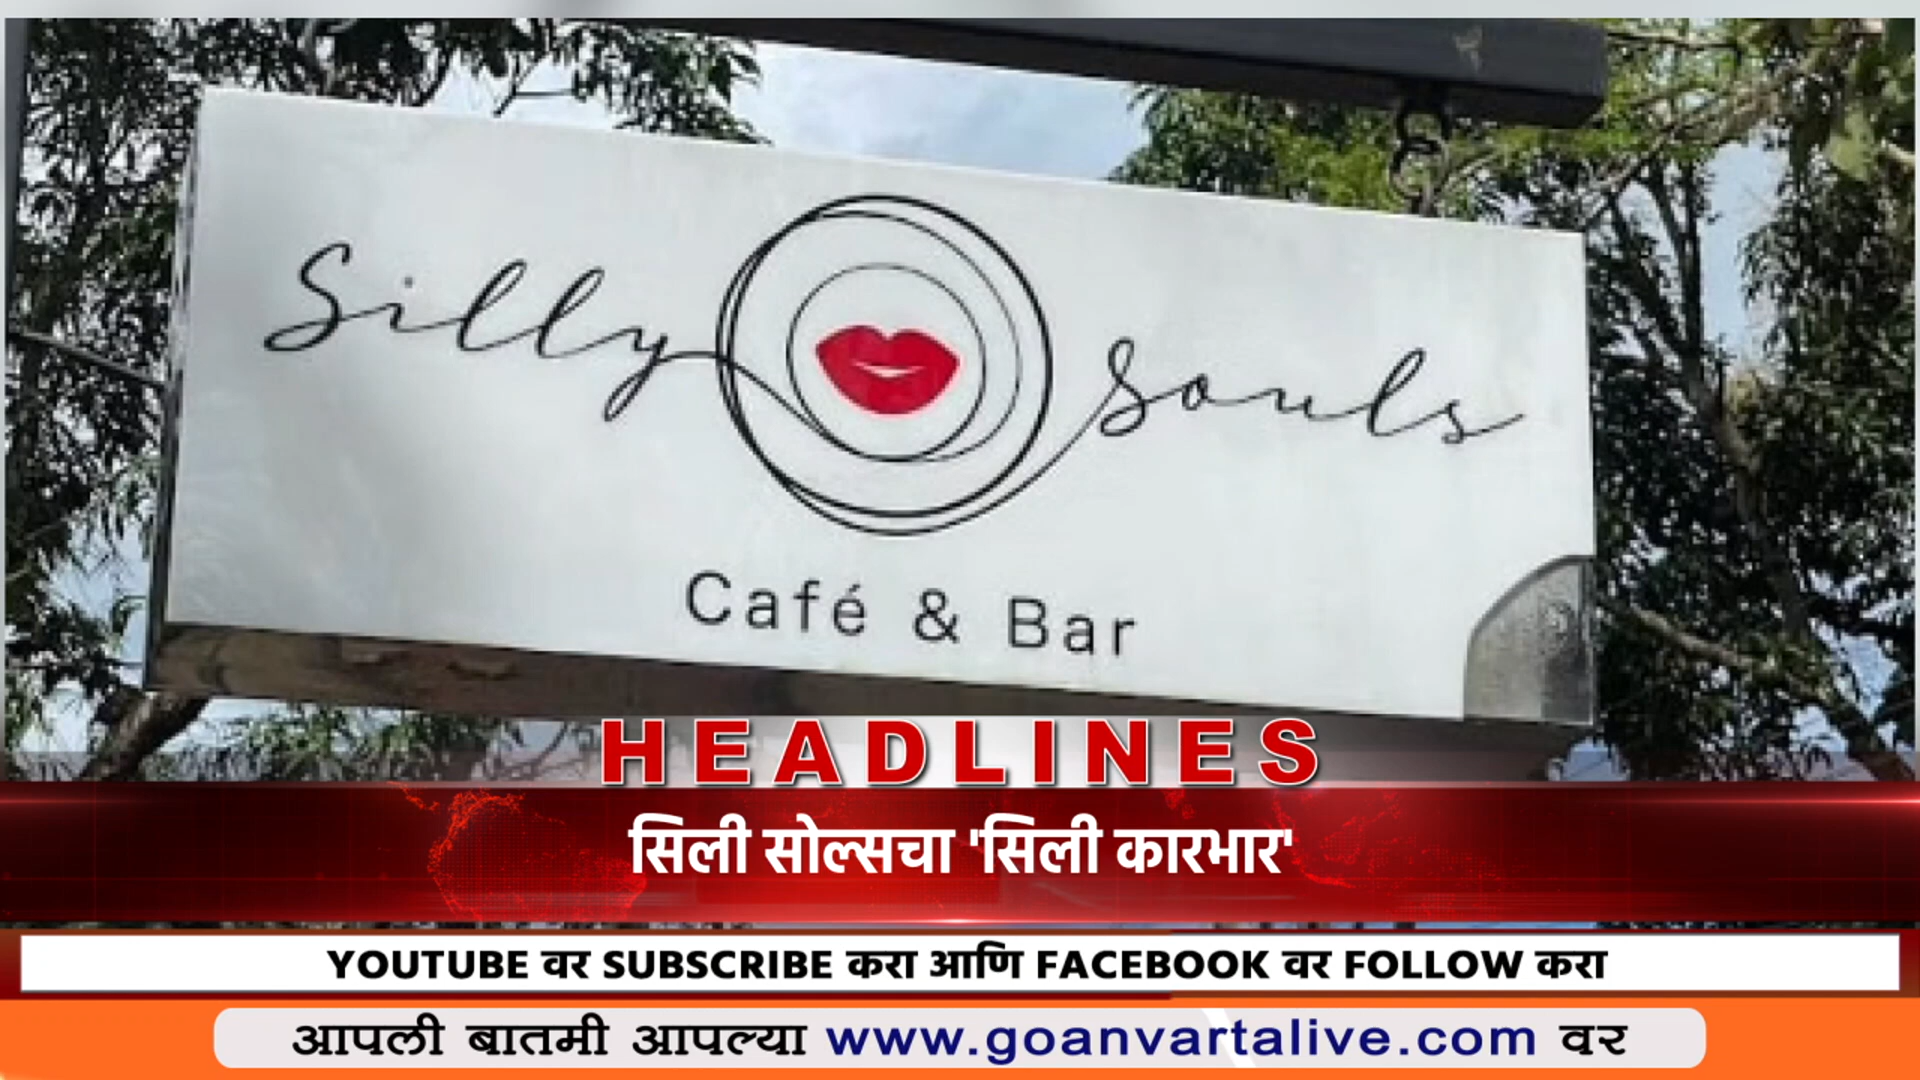 Silly Souls
Café & Bar
HEADLINES
सिली सोल्सचा 'सिली कारभार'
YOUTUBE वर SUBSCRIBE करा आणि FACEBOOK वर FOLLOW करा
आपली बातमी आपल्या www.goanvartalive.com वर